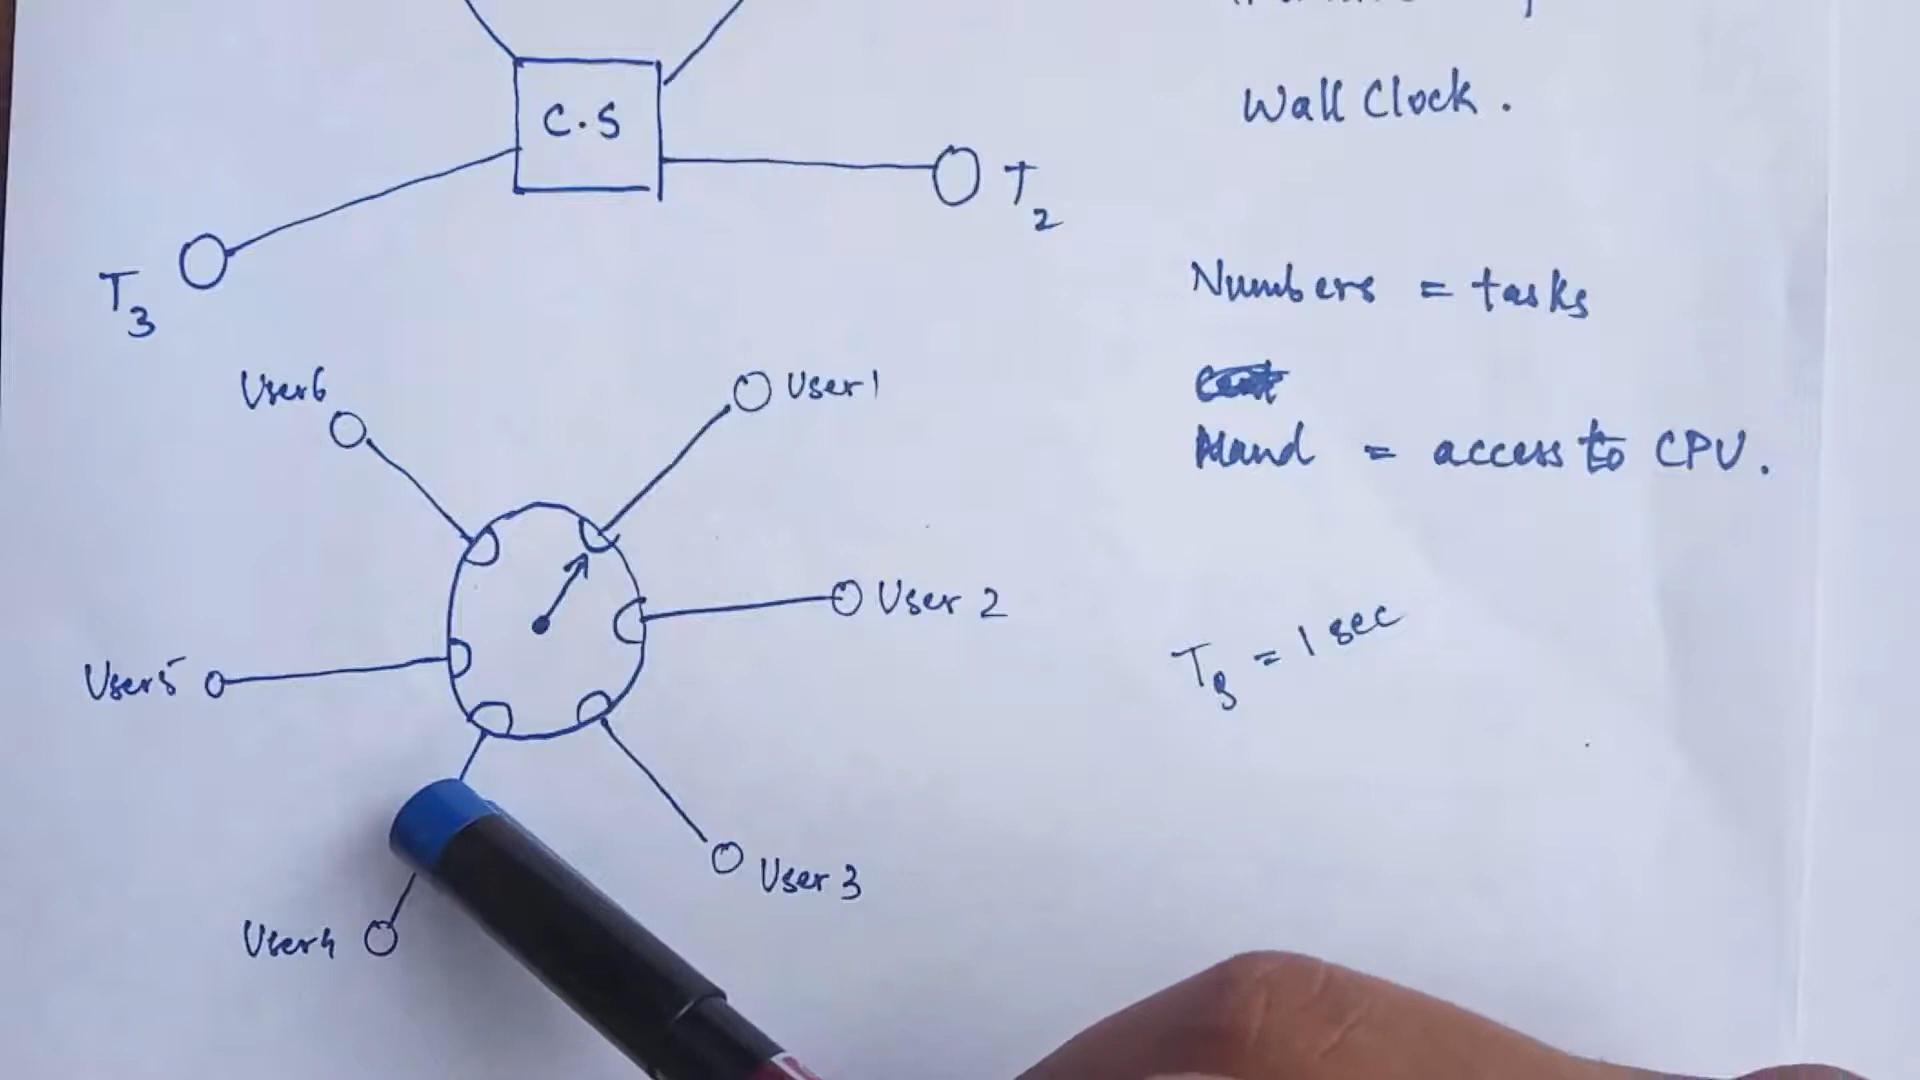 C.S
Wall Clock.
T2
T3
Numbers = tasks
Hand = access to CPU.
User6
User1
User 2
User5
TS = 1 sec
User 3
User4